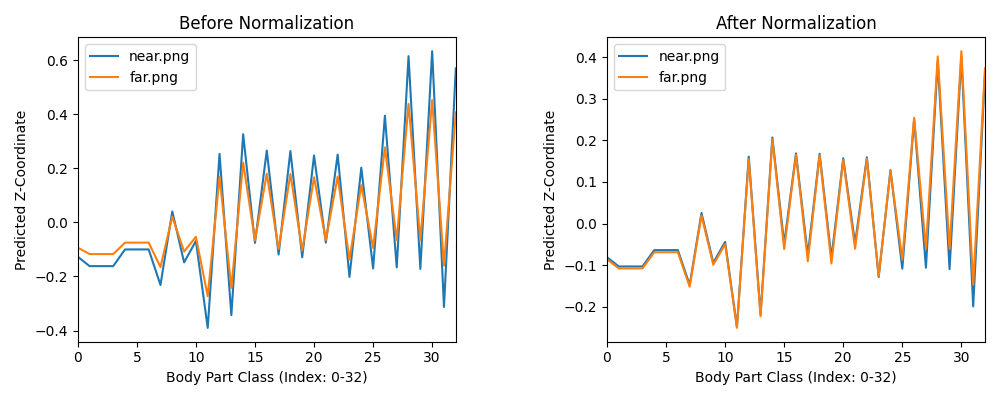 Before Normalization
near.png
far.png
Predicted Z-Coordinate
0.6
0.4
0.2
0.0
−0.2
−0.4
0 5 10 15 20 25 30
Body Part Class (Index: 0-32)
After Normalization
near.png
far.png
Predicted Z-Coordinate
0.4
0.3
0.2
0.1
0.0
−0.1
−0.2
0 5 10 15 20 25 30
Body Part Class (Index: 0-32)